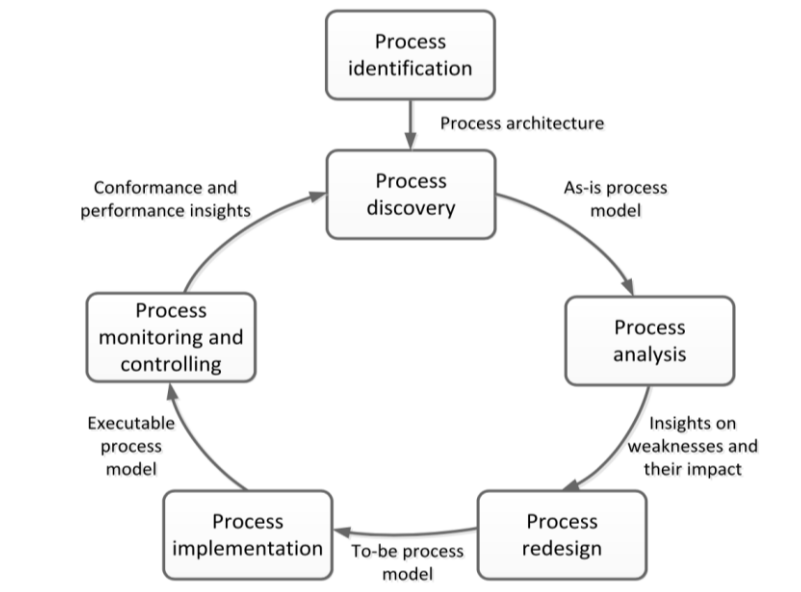 Process
identification
Process architecture
Process
discovery
Conformance and
performance insights
As-is process
model
Process
monitoring and
controlling
Process
analysis
Executable
process
model
Insights on
weaknesses and
their impact
Process
implementation
To-be process
model
Process
redesign